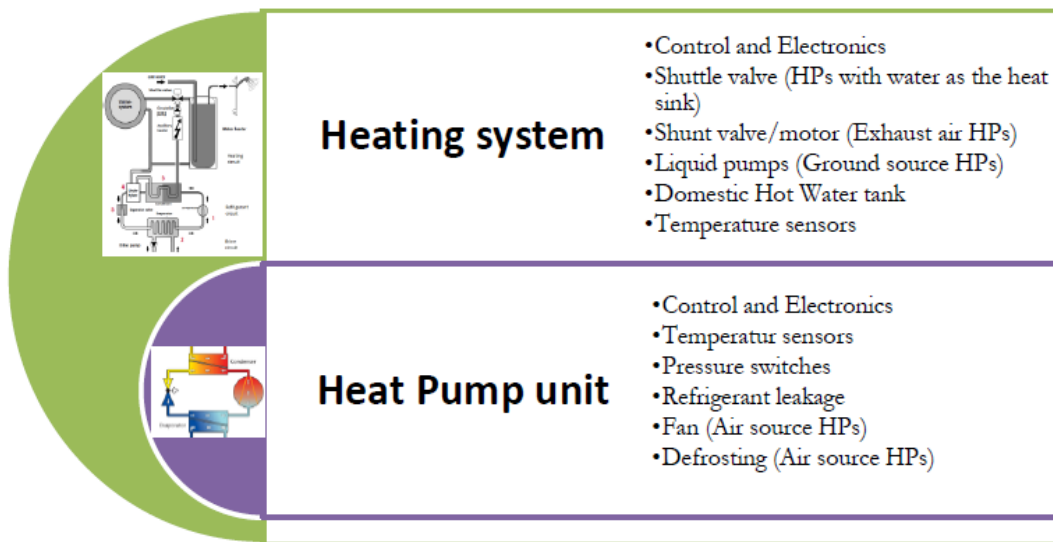 Heating system
•Control and Electronics
•Shuttle valve (HPs with water as the heat
sink)
•Shunt valve/motor (Exhaust air HPs)
•Liquid pumps (Ground source HPs)
•Domestic Hot Water tank
•Temperature sensors
Condenser
Evaporator
Heat Pump unit
•Control and Electronics
•Temperatur sensors
•Pressure switches
•Refrigerant leakage
•Fan (Air source HPs)
•Defrosting (Air source HPs)